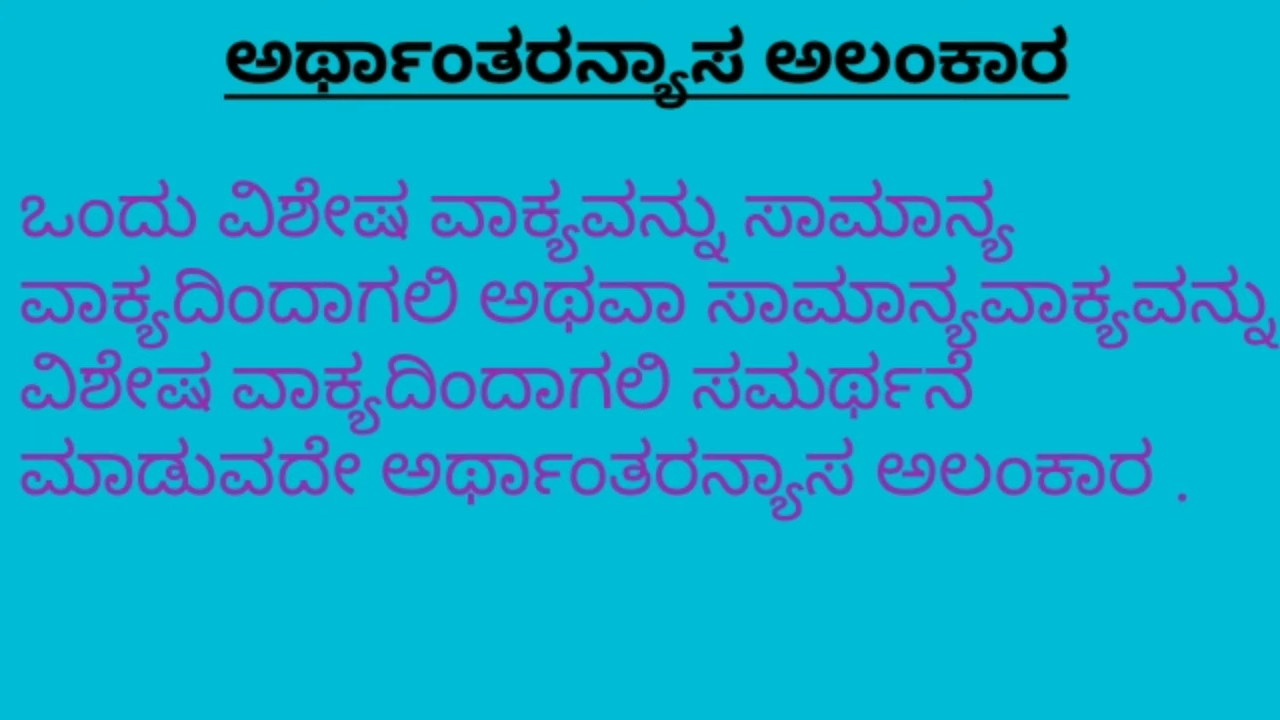 ಅರ್ಥಾಂತರನ್ಯಾಸ ಅಲಂಕಾರ
ಒಂದು ವಿಶೇಷ ವಾಕ್ಯವನ್ನು ಸಾಮಾನ್ಯ
ವಾಕ್ಯದಿಂದಾಗಲಿ ಅಥವಾ ಸಾಮಾನ್ಯವಾಕ್ಯವನ್ನು
ವಿಶೇಷ ವಾಕ್ಯದಿಂದಾಗಲಿ ಸಮರ್ಥನೆ
ಮಾಡುವದೇ ಅರ್ಥಾಂತರನ್ಯಾಸ ಅಲಂಕಾರ .